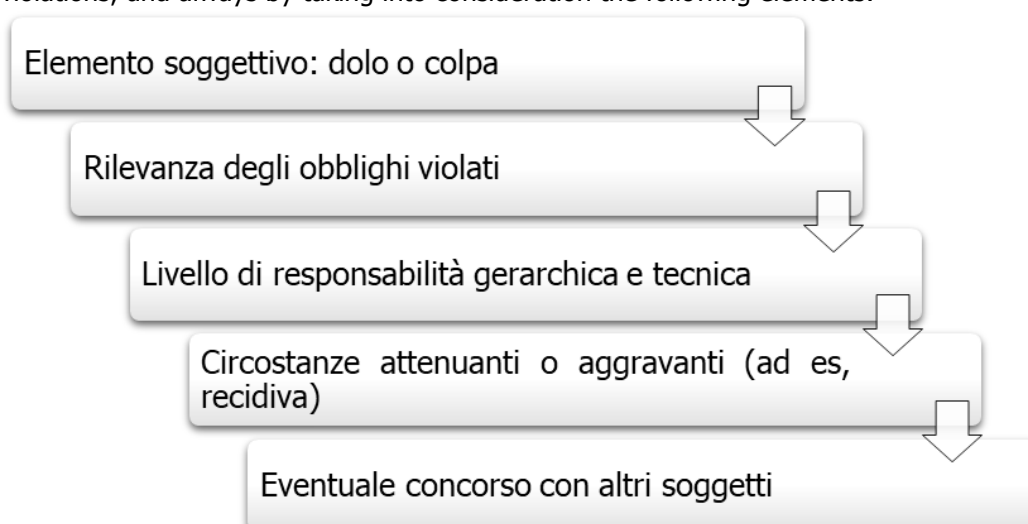 violations, and always by taking into consideration the following elements:
Elemento soggettivo: dolo o colpa
Rilevanza degli obblighi violati
Livello di responsabilità gerarchica e tecnica
Circostanze attenuanti o aggravanti (ad es,
recidiva)
Eventuale concorso con altri soggetti